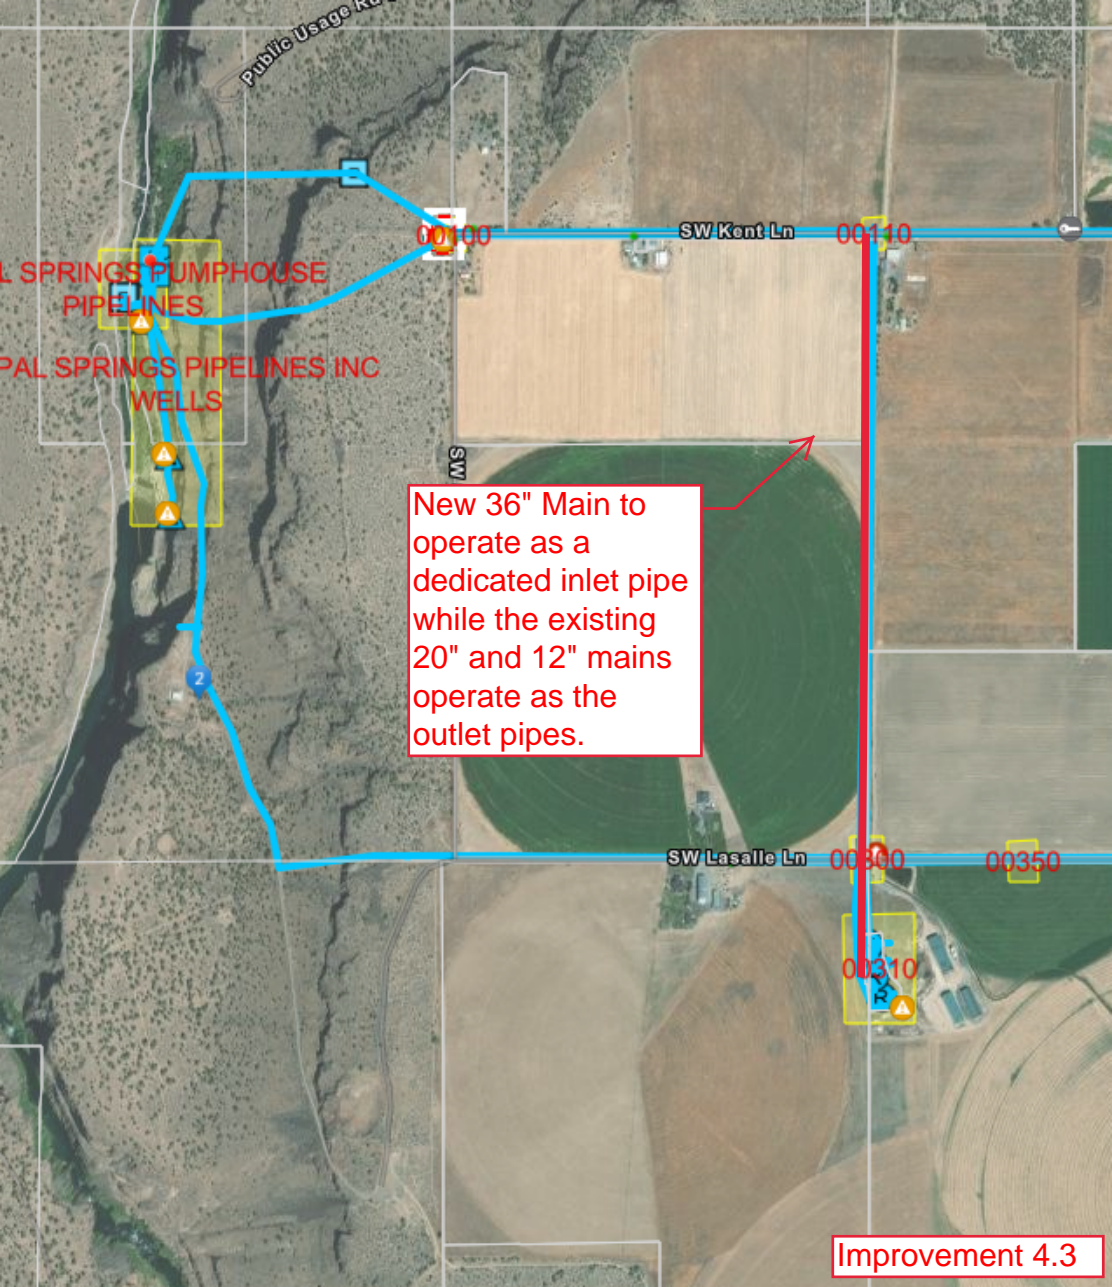 Public Usage Rd
00100
SW Kent Ln
00110
L SPRINGS PUMPHOUSE
PIPELINES
PAL SPRINGS PIPELINES INC
WELLS
SW
New 36" Main to
operate as a
dedicated inlet pipe
while the existing
20" and 12" mains
operate as the
outlet pipes.
2
SW Lasalle Ln
00300
00350
00310
R
Improvement 4.3